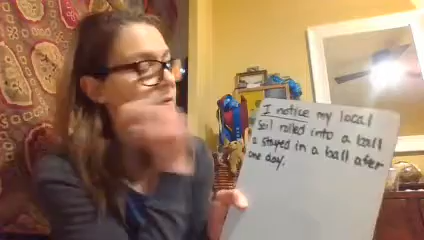 I notice my local
soil rolled into a ball
& stayed in a ball after
one day.